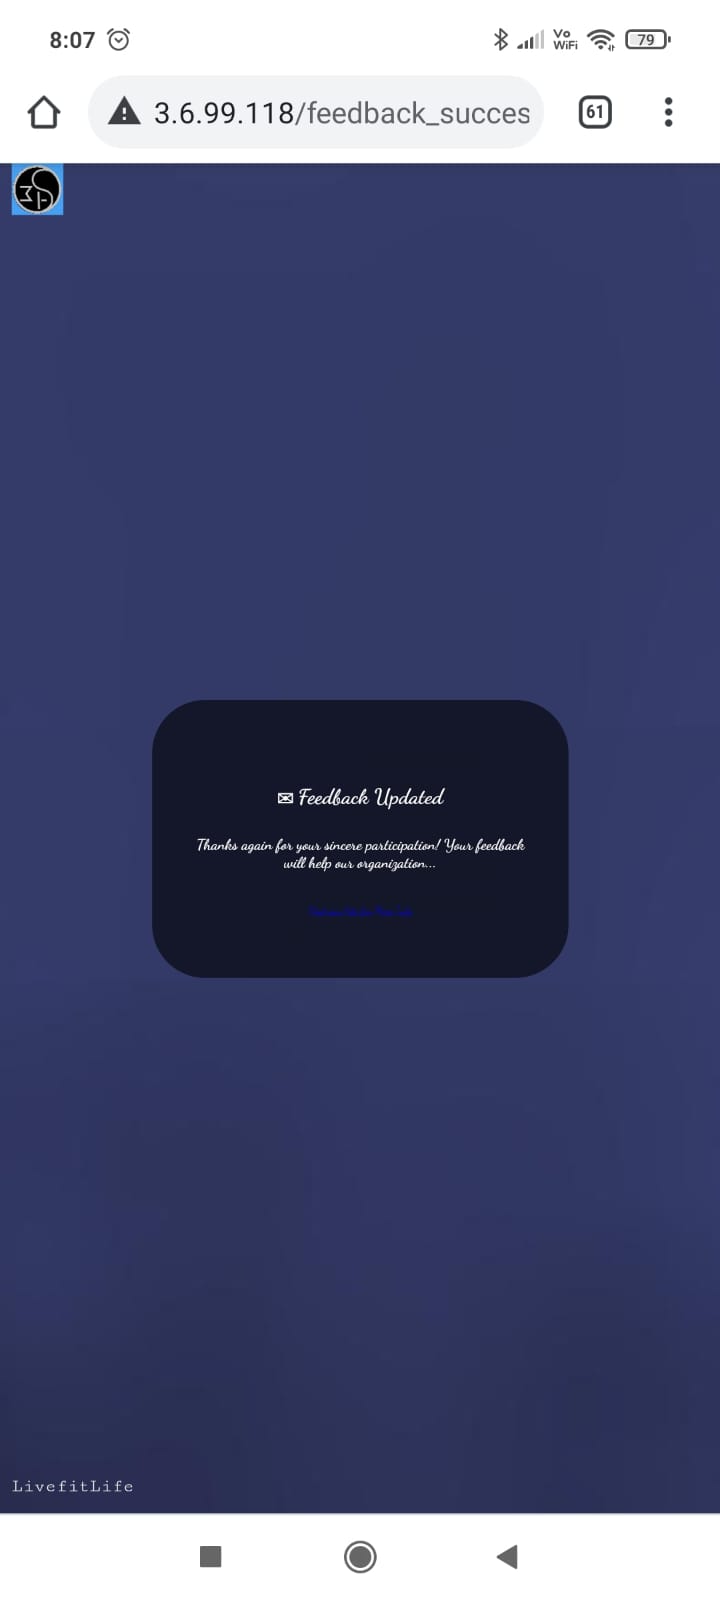 8:07
Vo
WiFi
79
3.6.99.118/feedback_succes
61
✉ Feedback Updated
Thanks again for your sincere participation! Your feedback
will help our organization...
LivefitLife